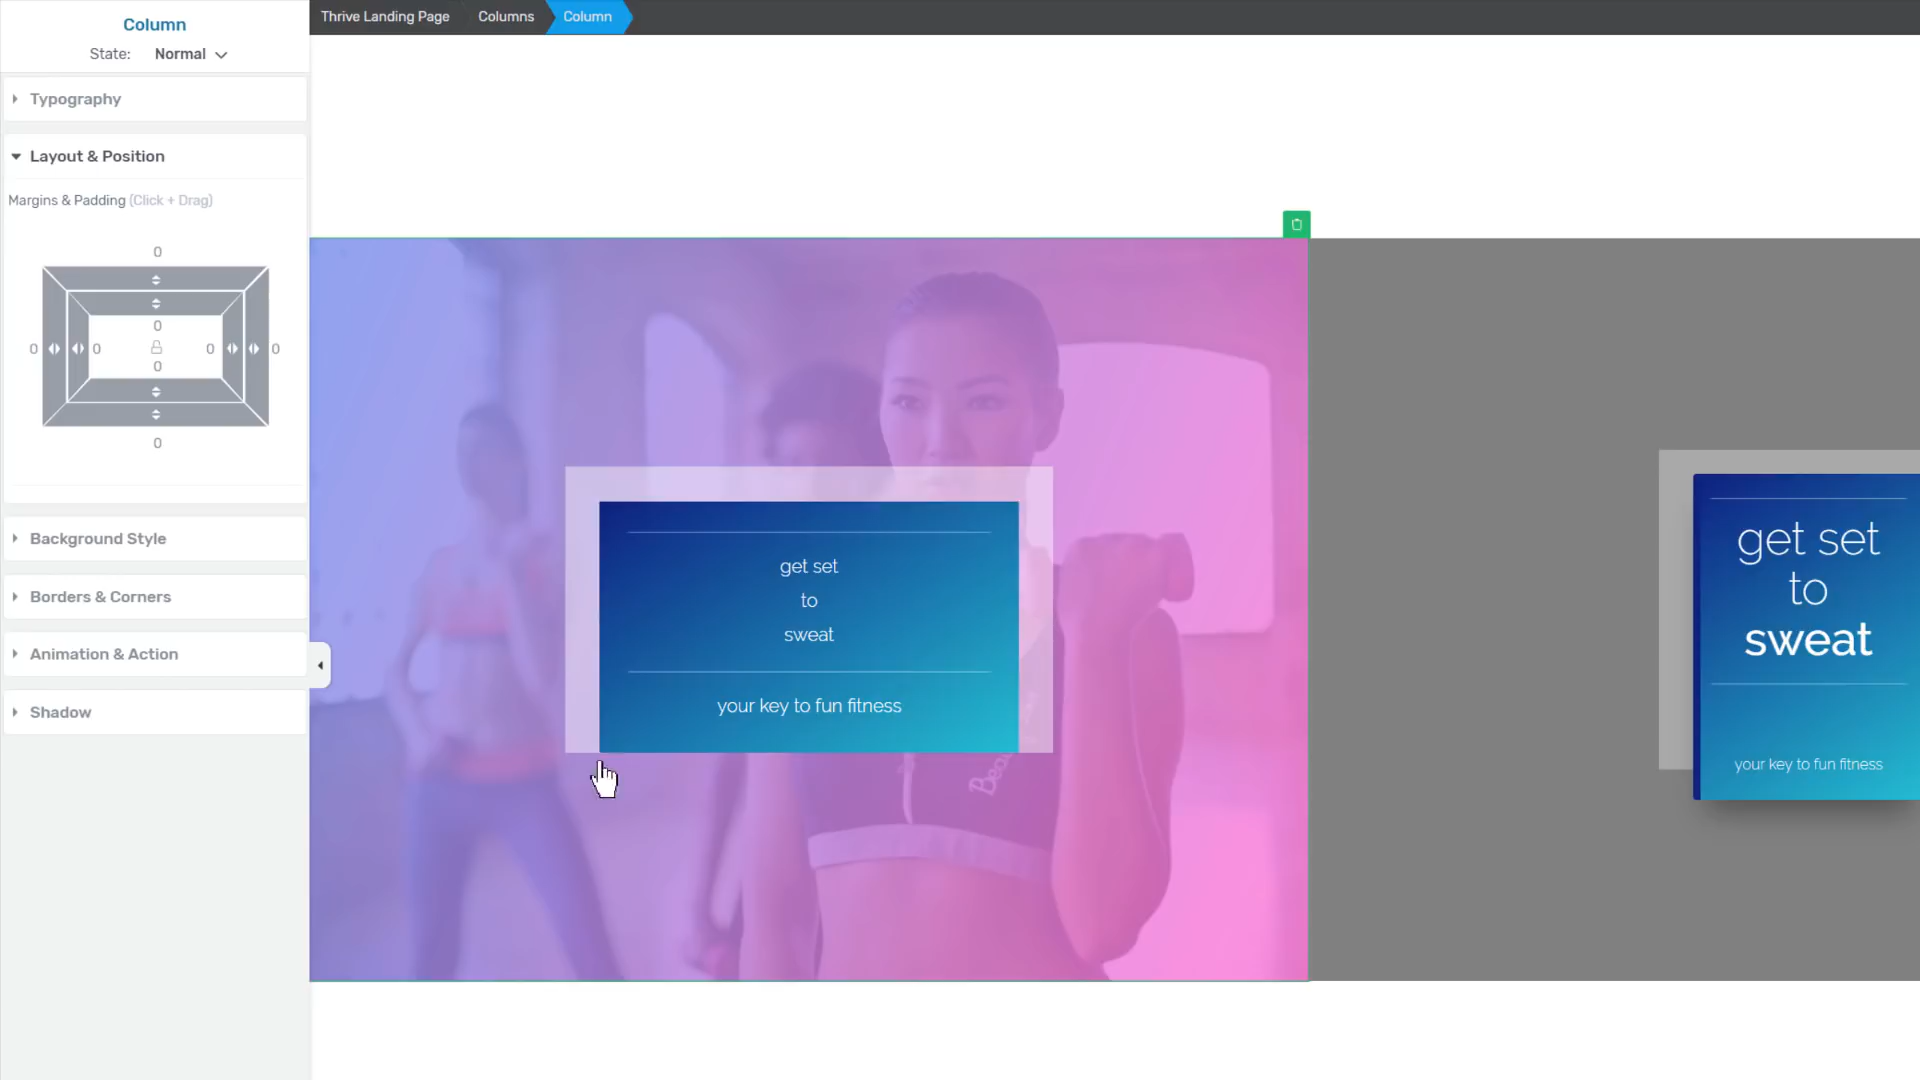 Column
Thrive Landing Page
Columns
Column
State: Normal
Typography
Layout & Position
Margins & Padding (Click + Drag)
0
0
0 0 0 0
0
0
Background Style
Borders & Corners
Animation & Action
Shadow
get set
to
sweat
your key to fun fitness
get set
to
sweat
your key to fun fitness